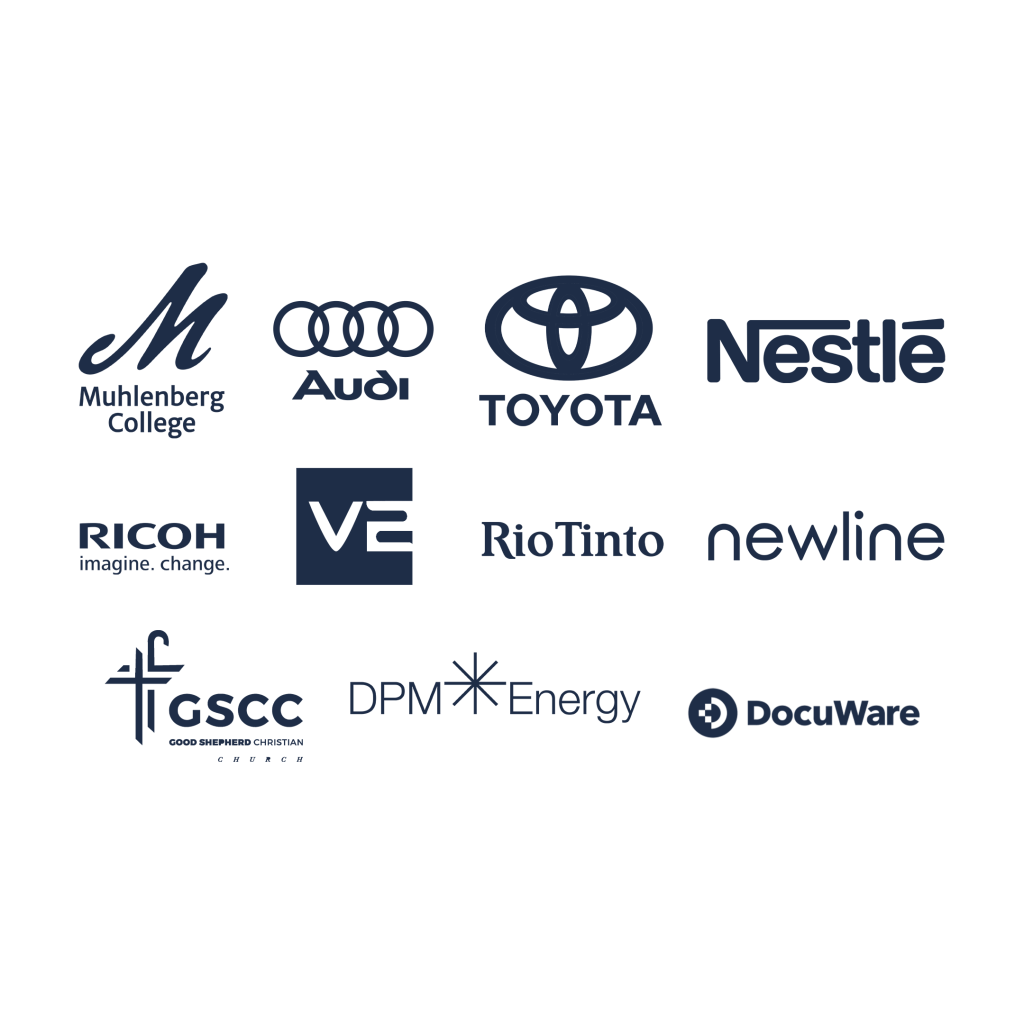 M
Muhlenberg
College
Audi
TOYOTA
Nestlé
RICOH
imagine. change.
VE
RioTinto
newline
GSCC
GOOD SHEPHERD CHRISTIAN
CHURCH
DPM Energy
DocuWare